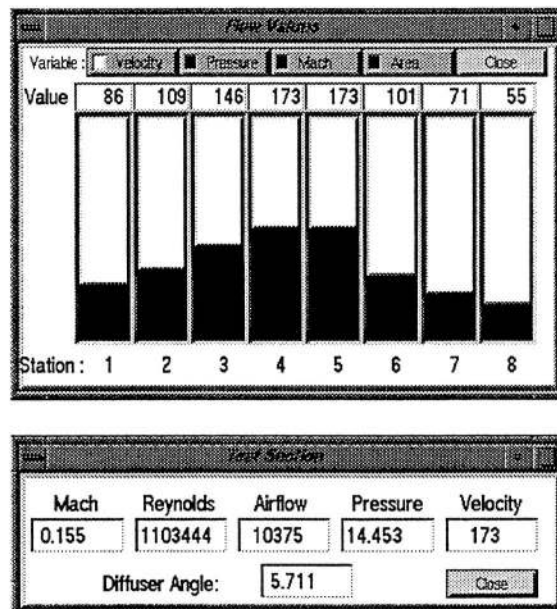 Flow Values
Variable : Velocity Pressure Mach Area Close
Value 86 109 146 173 173 101 71 55
Station : 1 2 3 4 5 6 7 8
Test Section
Mach Reynolds Airflow Pressure Velocity
0.155 1103444 10375 14.453 173
Diffuser Angle: 5.711 Close